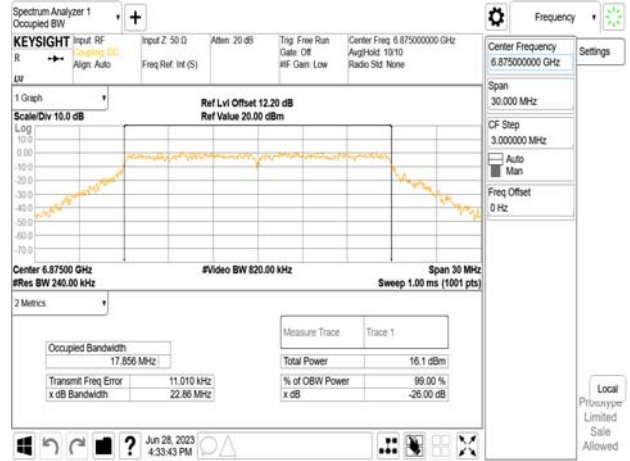 Spectrum Analyzer 1
Occupied BW
Frequency
KEYSIGHT
R
Input: RF
Coupling: DC
Align: Auto
Input Z: 50 Ω
Freq Ref: Int (S)
Atten: 20 dB
Trig: Free Run
Gate: Off
#IF Gain: Low
Center Freq: 6.875000000 GHz
Avg|Hold: 10/10
Radio Std: None
Center Frequency
6.875000000 GHz
Settings
Span
30.000 MHz
CF Step
3.000000 MHz
Auto
Man
Freq Offset
0 Hz
1 Graph
Scale/Div 10.0 dB
Ref Lvl Offset 12.20 dB
Ref Value 20.00 dBm
Log
10.0
0.00
-10.0
-20.0
-30.0
-40.0
-50.0
-60.0
-70.0
Center 6.87500 GHz
#Video BW 820.00 kHz
Span 30 MHz
#Res BW 240.00 kHz
Sweep 1.00 ms (1001 pts)
2 Metrics
Measure Trace
Trace 1
Occupied Bandwidth
17.856 MHz
Total Power
16.1 dBm
Transmit Freq Error
11.010 kHz
% of OBW Power
99.00 %
x dB Bandwidth
22.86 MHz
x dB
-26.00 dB
Local
Prototype
Limited
Sale
Allowed
?
Jun 28, 2023
4:33:43 PM